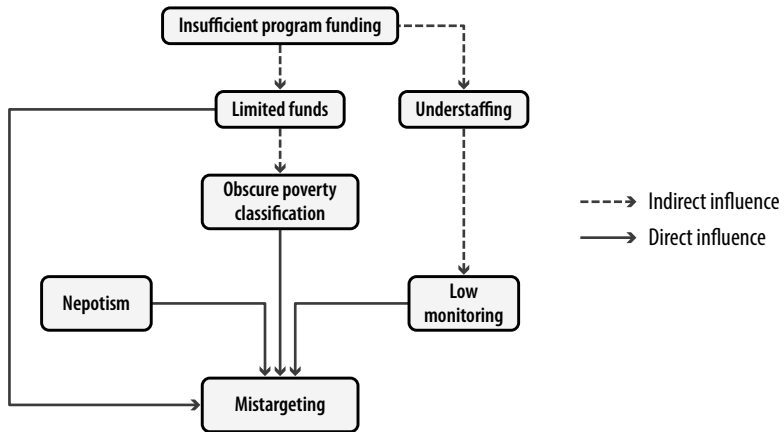 Insufficient program funding
Limited funds
Understaffing
Obscure poverty
classification
Indirect influence
Direct influence
Nepotism
Low
monitoring
Mistargeting